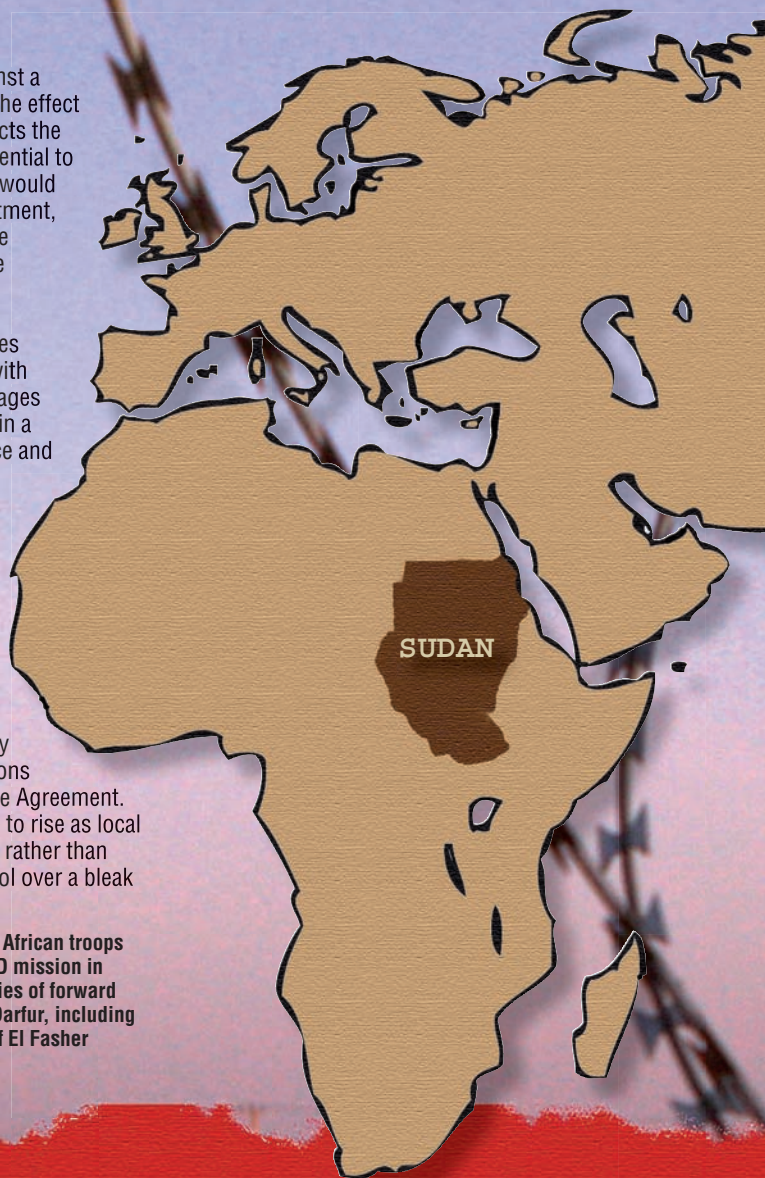 nst a
he effect
cts the
ential to
would
tment,
e
e
es
with
ages
in a
ce and
SUDAN
y
ons
e Agreement.
to rise as local
rather than
ol over a bleak
African troops
O mission in
ies of forward
Darfur, including
f El Fasher